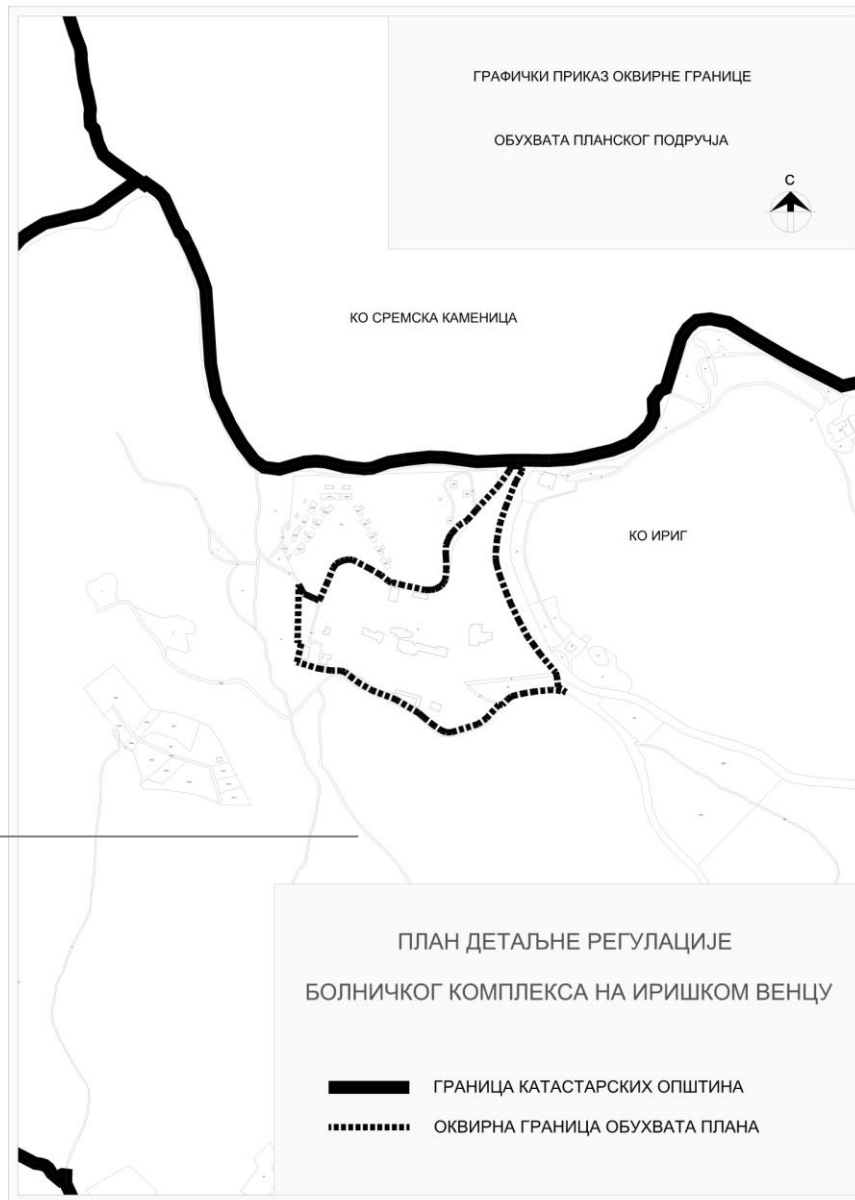 ГРАФИЧКИ ПРИКАЗ ОКВИРНЕ ГРАНИЦЕ
ОБУХВАТА ПЛАНСКОГ ПОДРУЧЈА
С
КО СРЕМСКА КАМЕНИЦА
КО ИРИГ
ПЛАН ДЕТАЉНЕ РЕГУЛАЦИЈЕ
БОЛНИЧКОГ КОМПЛЕКСА НА ИРИШКОМ ВЕНЦУ
ГРАНИЦА КАТАСТАРСКИХ ОПШТИНА
ОКВИРНА ГРАНИЦА ОБУХВАТА ПЛАНА